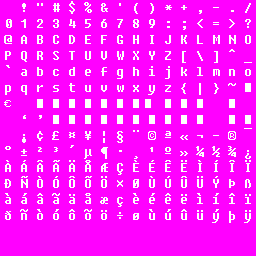 ! " # $ % & ' ( ) * + , - . /
0 1 2 3 4 5 6 7 8 9 : ; < = > ?
@ A B C D E F G H I J K L M N O
P Q R S T U V W X Y Z [ \ ] ^ _
` a b c d e f g h i j k l m n o
p q r s t u v w x y z { | } ~
€
‘ ’
¡ ¢ £ ¤ ¥ ¦ § ¨ © ª « ¬ - ® ¯
° ± ² ³ ´ µ ¶ · ¸ ¹ º » ¼ ½ ¾ ¿
À Á Â Ã Ä Å Æ Ç È É Ê Ë Ì Í Î Ï
Ð Ñ Ò Ó Ô Õ Ö × Ø Ù Ú Û Ü Ý Þ ß
à á â ã ä å æ ç è é ê ë ì í î ï
ð ñ ò ó ô õ ö ÷ ø ù ú û ü ý þ ÿ